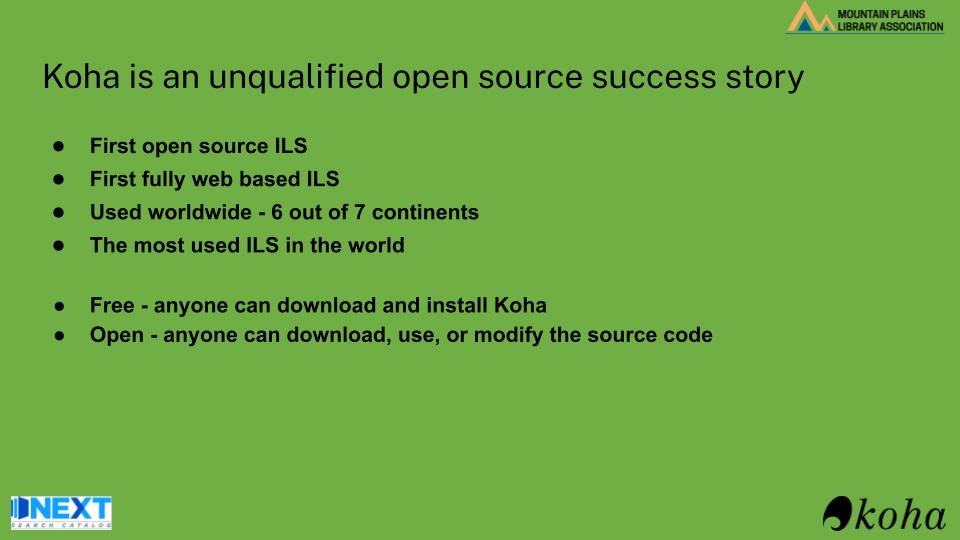 MOUNTAIN PLAINS
LIBRARY ASSOCIATION
Koha is an unqualified open source success story
● First open source ILS
● First fully web based ILS
● Used worldwide - 6 out of 7 continents
● The most used ILS in the world
● Free - anyone can download and install Koha
● Open - anyone can download, use, or modify the source code
NEXT
SEARCH CATALOG
koha